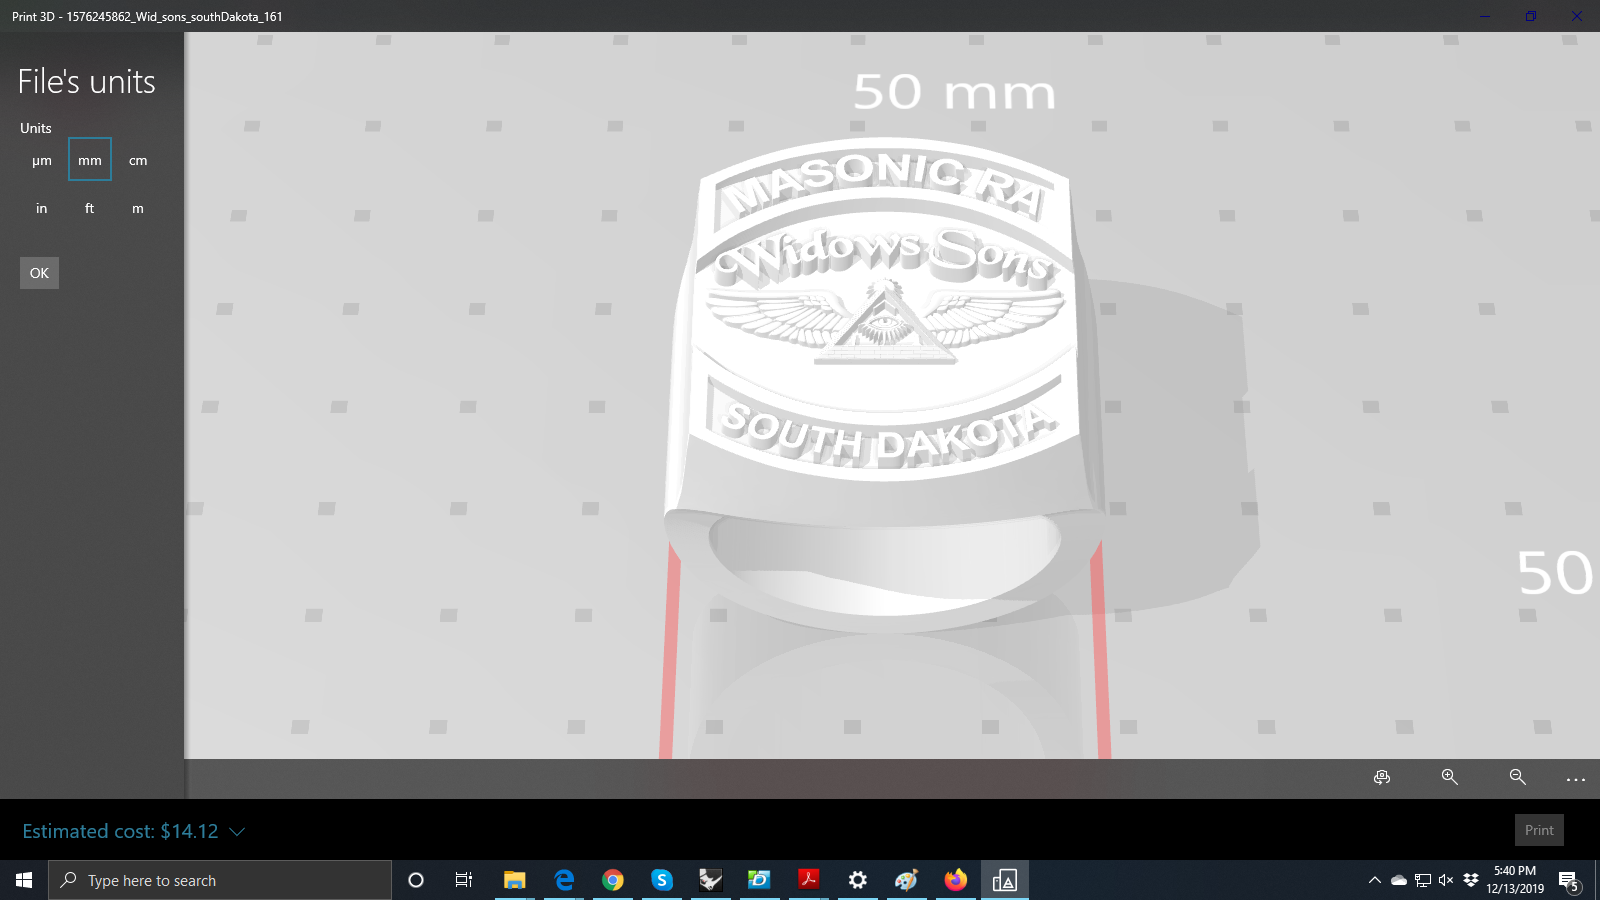 Print 3D - 1576245862_Wid_sons_southDakota_161
File's units
Units
µm mm cm
in ft m
OK
50 mm
MASONIC RA
Widows Sons
SOUTH DAKOTA
50
Estimated cost: $14.12
Print
Type here to search
5:40 PM
12/13/2019
5